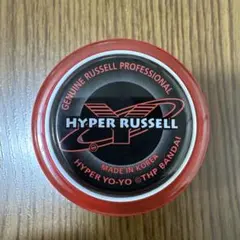 GENUINE RUSSELL PROFESSIONAL
HYPER RUSSELL
®
MADE IN KOREA
HYPER YO-YO ©THP BANDAI